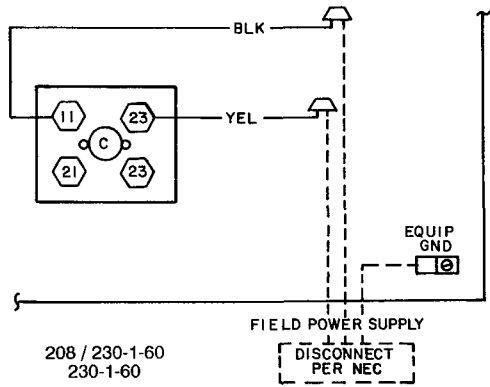 BLK
11
23
YEL
C
21
23
EQUIP
GND
FIELD POWER SUPPLY
208 / 230-1-60
230-1-60
DISCONNECT
PER NEC